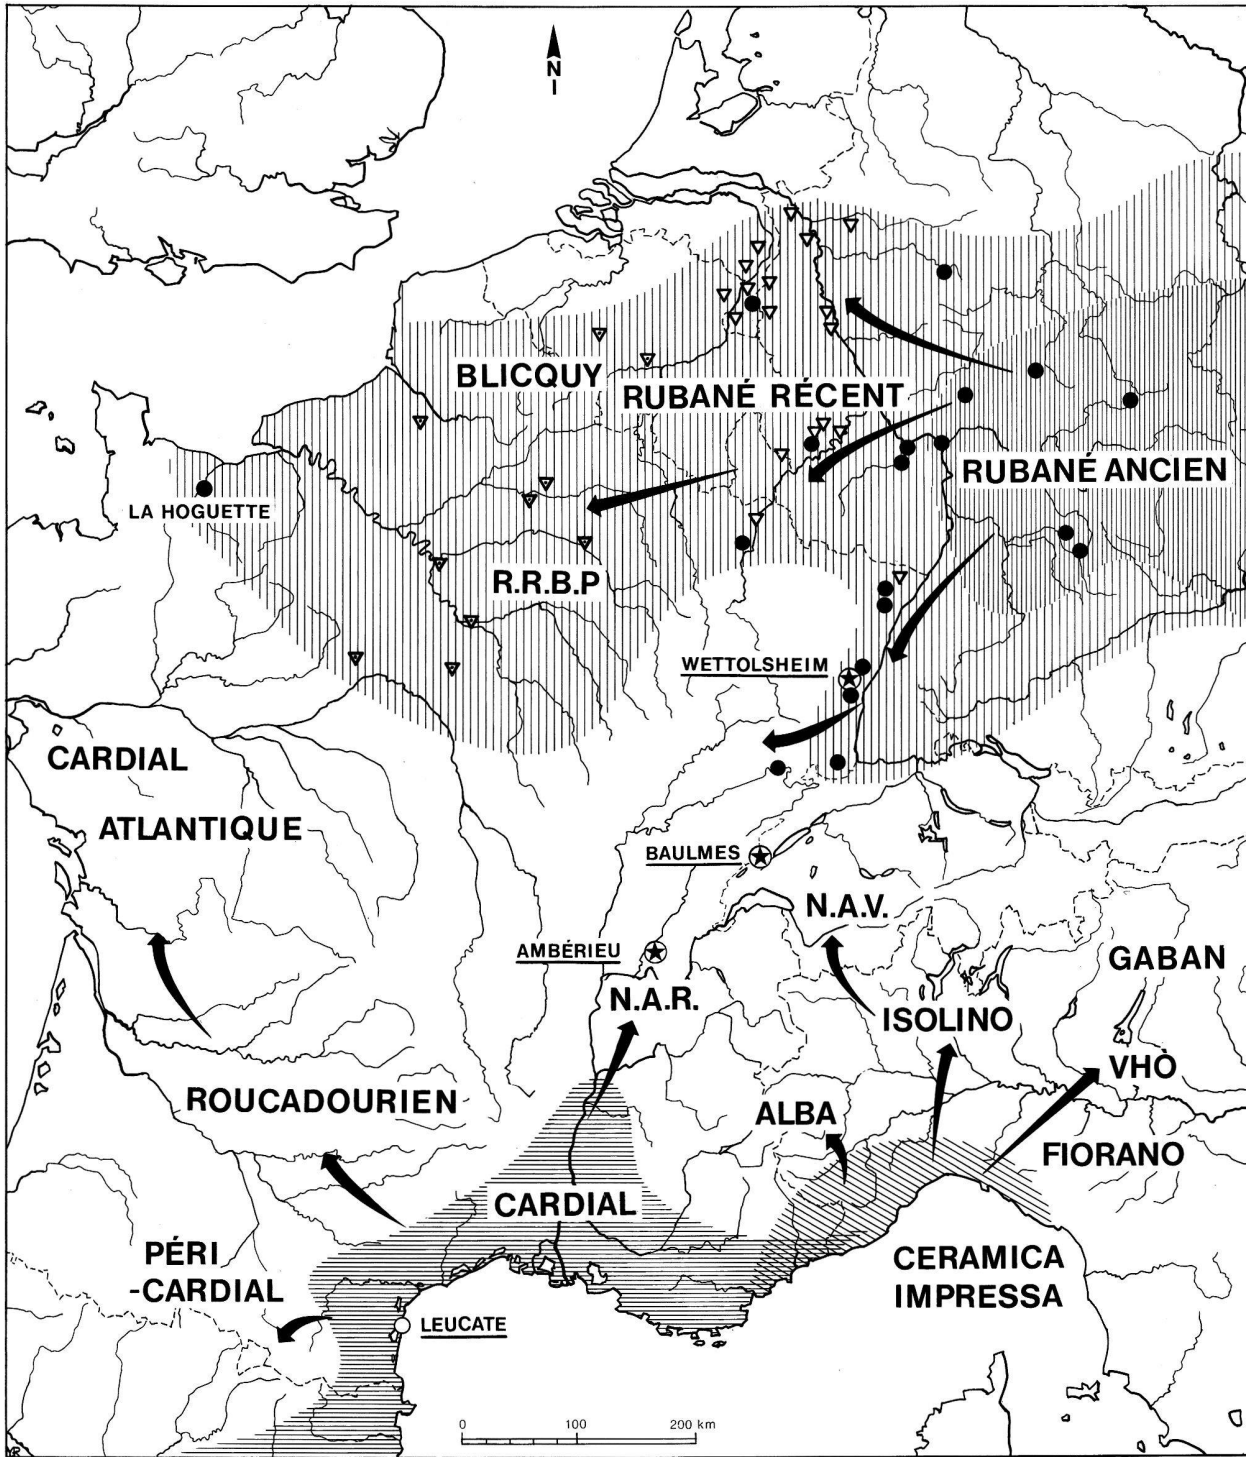 N
BLICQUY
RUBANÉ RÉCENT
RUBANÉ ANCIEN
LA HOGUETTE
R.R.B.P
WETTOLSHEIM
CARDIAL
ATLANTIQUE
BAULMES
N.A.V.
AMBÉRIEU
GABAN
N.A.R.
ISOLINO
VHÒ
ROUCADOURIEN
ALBA
FIORANO
CARDIAL
PÉRI
-CARDIAL
CERAMICA
IMPRESSA
LEUCATE
0 100 200 km